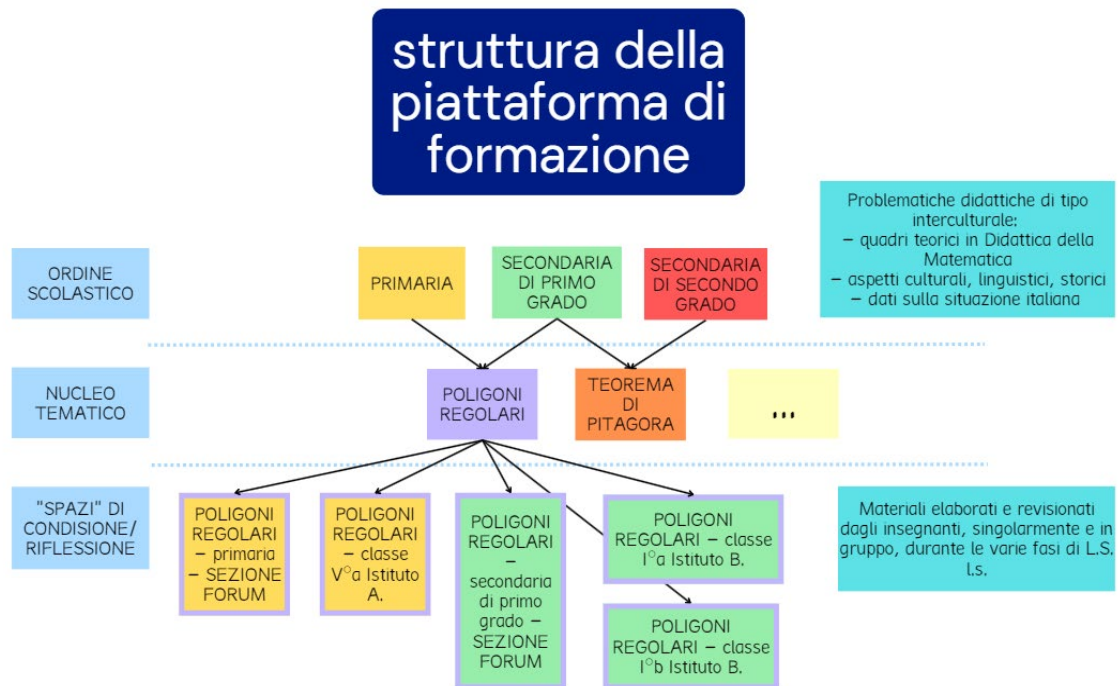 struttura della
piattaforma di
formazione
Problematiche didattiche di tipo
interculturale:
– quadri teorici in Didattica della
Matematica
– aspetti culturali, linguistici, storici
– dati sulla situazione italiana
ORDINE
SCOLASTICO
PRIMARIA
SECONDARIA
DI PRIMO
GRADO
SECONDARIA
DI SECONDO
GRADO
NUCLEO
TEMATICO
POLIGONI
REGOLARI
TEOREMA
DI
PITAGORA
...
"SPAZI" DI
CONDISIONE/
RIFLESSIONE
POLIGONI
REGOLARI
– primaria
– SEZIONE
FORUM
POLIGONI
REGOLARI
– classe
V°a Istituto
A.
POLIGONI
REGOLARI
–
secondaria
di primo
grado –
SEZIONE
FORUM
POLIGONI
REGOLARI – classe
I°a Istituto B.
POLIGONI
REGOLARI – classe
I°b Istituto B.
Materiali elaborati e revisionati
dagli insegnanti, singolarmente e in
gruppo, durante le varie fasi di L.S.
l.s.